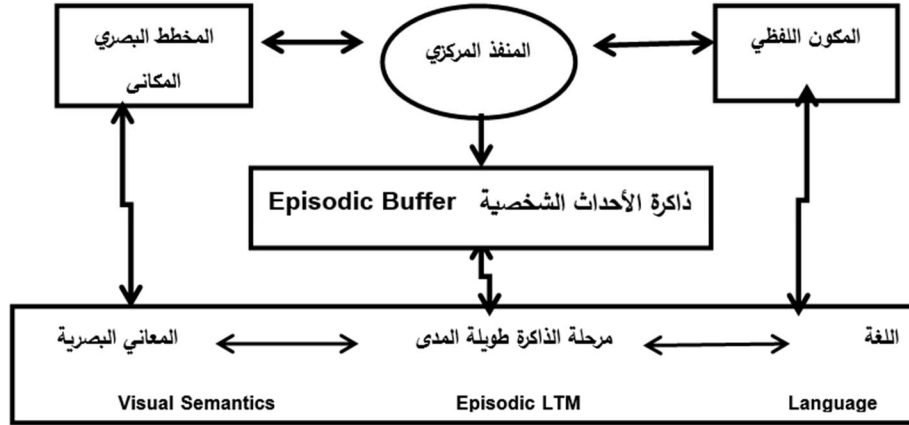 المكون اللفظي
المنفذ المركزي
المخطط البصري
المكانى
ذاكرة الأحداث الشخصية Episodic Buffer
اللغة
مرحلة الذاكرة طويلة المدى
المعاني البصرية
Language
Episodic LTM
Visual Semantics